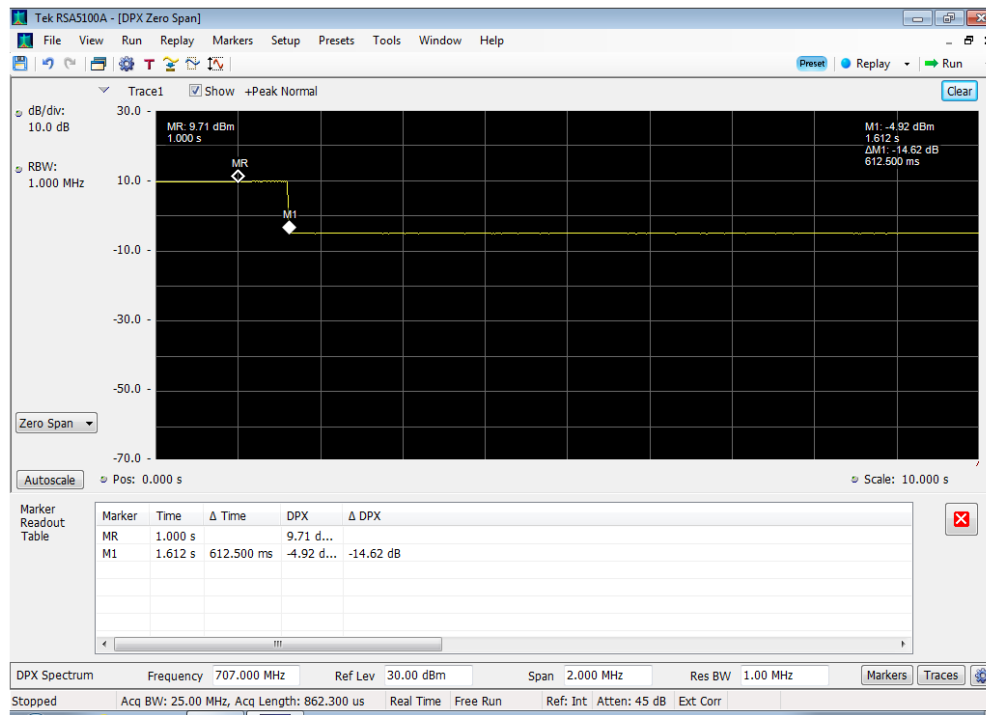 Tek RSA5100A - [DPX Zero Span]
File View Run Replay Markers Setup Presets Tools Window Help
T Preset Replay Run
Trace1 Show +Peak Normal Clear
dB/div:
10.0 dB
RBW:
1.000 MHz
30.0
10.0
-10.0
-30.0
-50.0
-70.0
MR: 9.71 dBm
1.000 s
M1: -4.92 dBm
1.612 s
ΔM1: -14.62 dB
612.500 ms
MR
M1
Zero Span
Autoscale Pos: 0.000 s Scale: 10.000 s
Marker Readout Table
Marker Time Δ Time DPX Δ DPX
MR 1.000 s 9.71 d...
M1 1.612 s 612.500 ms -4.92 d... -14.62 dB
DPX Spectrum Frequency 707.000 MHz Ref Lev 30.00 dBm Span 2.000 MHz Res BW 1.00 MHz Markers Traces
Stopped Acq BW: 25.00 MHz, Acq Length: 862.300 us Real Time Free Run Ref: Int Atten: 45 dB Ext Corr